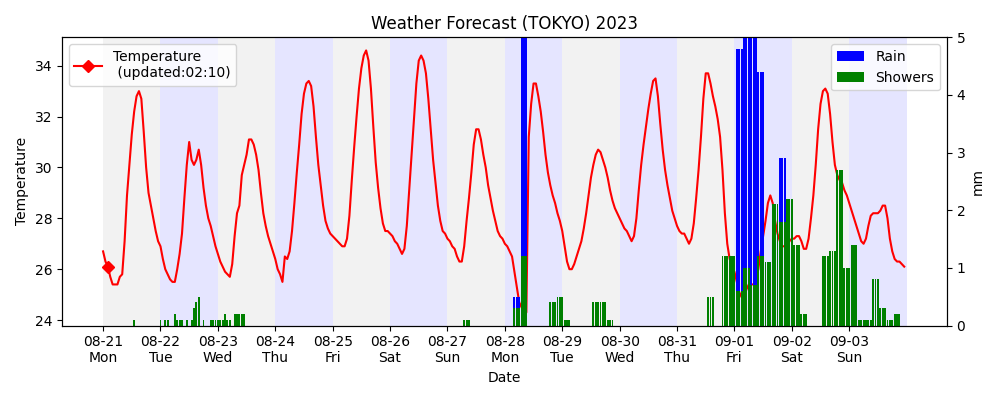 Weather Forecast (TOKYO) 2023
Temperature
(updated:02:10)
Rain
Showers
34
32
30
28
26
24
Temperature
5
4
3
2
1
0
mm
08-21 08-22 08-23 08-24 08-25 08-26 08-27 08-28 08-29 08-30 08-31 09-01 09-02 09-03
Mon Tue Wed Thu Fri Sat Sun Mon Tue Wed Thu Fri Sat Sun
Date